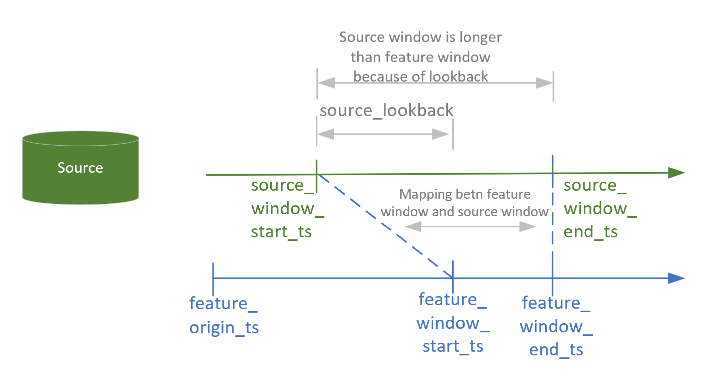 Source window is longer
than feature window
because of lookback
source_lookback
Source
source_
window_
start_ts
Mapping betn feature
window and source window
source_
window_
end_ts
feature_
origin_ts
feature_
window_
start_ts
feature_
window_
end_ts